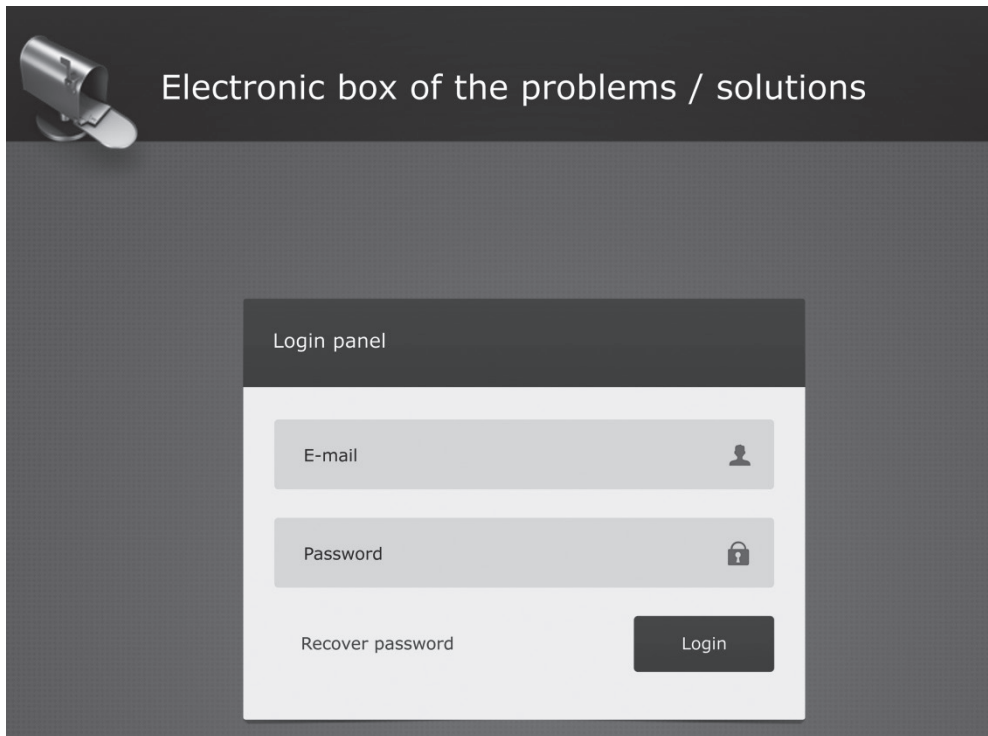 Electronic box of the problems / solutions
Login panel
E-mail
Password
Recover password
Login